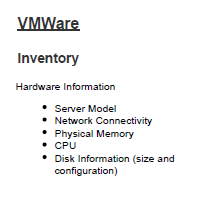 VMWare
Inventory
Hardware Information
• Server Model
• Network Connectivity
• Physical Memory
• CPU
• Disk Information (size and
configuration)